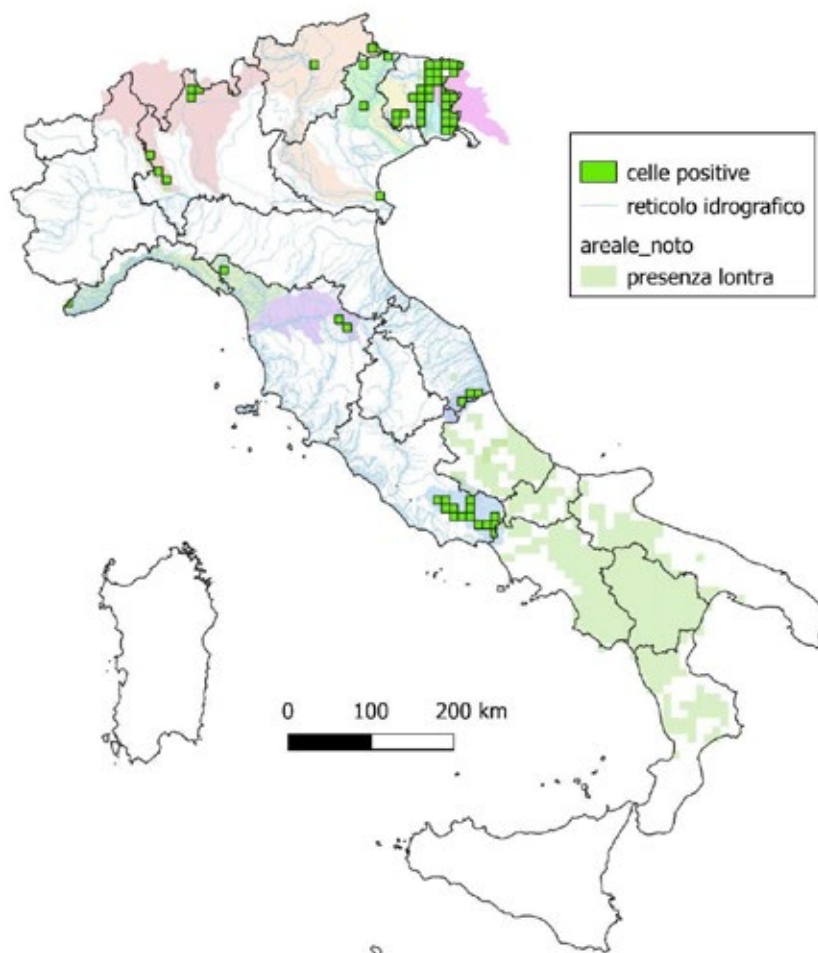 celle positive
reticolo idrografico
areale_noto
presenza lontra
0 100 200 km